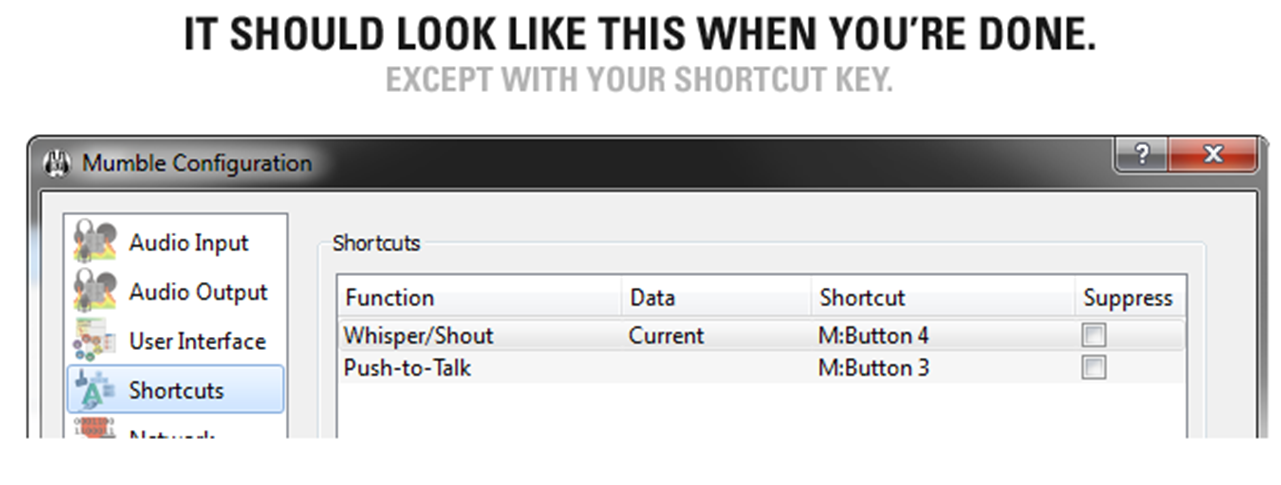 IT SHOULD LOOK LIKE THIS WHEN YOU'RE DONE.
EXCEPT WITH YOUR SHORTCUT KEY.
Mumble Configuration
?
X
Audio Input
Audio Output
User Interface
Shortcuts
Network
Shortcuts
Function Data Shortcut Suppress
Whisper/Shout Current M:Button 4
Push-to-Talk M:Button 3